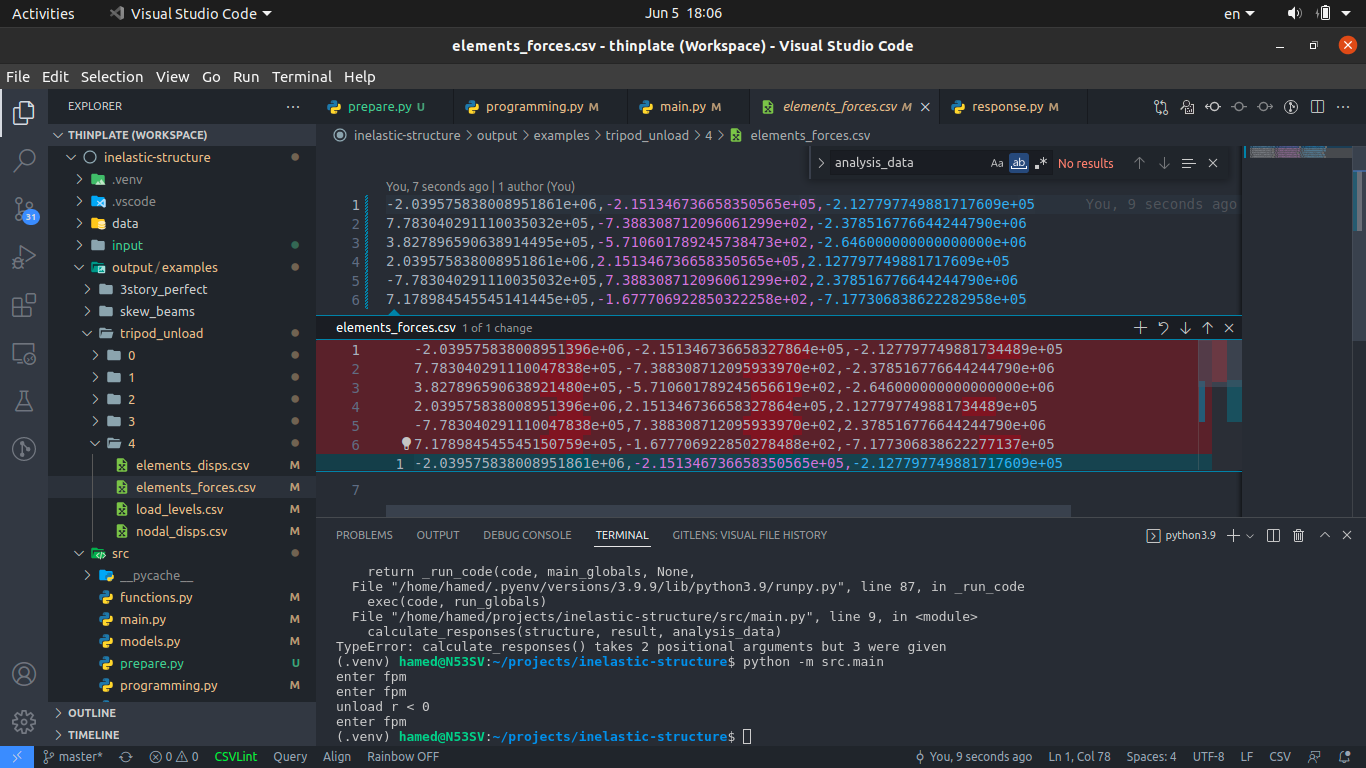 Activities Visual Studio Code Jun 5 18:06 en
elements_forces.csv - thinplate (Workspace) - Visual Studio Code
File Edit Selection View Go Run Terminal Help
EXPLORER
THINPLATE (WORKSPACE)
inelastic-structure
.venv
.vscode
data
input
output/examples
3story_perfect
skew_beams
tripod_unload
0
1
2
3
4
elements_disps.csv M
elements_forces.csv M
load_levels.csv M
nodal_disps.csv M
src
__pycache__
functions.py M
main.py M
models.py M
prepare.py U
programming.py M
OUTLINE
TIMELINE
31
prepare.py U programming.py M main.py M elements_forces.csv M response.py M
inelastic-structure > output > examples > tripod_unload > 4 > elements_forces.csv
analysis_data Aa ab No results
You, 7 seconds ago | 1 author (You)
1 -2.039575838008951861e+06,-2.151346736658350565e+05,-2.127797749881717609e+05 You, 9 seconds ago
2 7.783040291110035032e+05,-7.388308712096061299e+02,-2.378516776644244790e+06
3 3.827896590638914495e+05,-5.710601789245738473e+02,-2.646000000000000000e+06
4 2.039575838008951861e+06,2.151346736658350565e+05,2.127797749881717609e+05
5 -7.783040291110035032e+05,7.388308712096061299e+02,2.378516776644244790e+06
6 7.178984545545141445e+05,-1.677706922850322258e+02,-7.177306838622282958e+05
elements_forces.csv 1 of 1 change
1 -2.039575838008951396e+06,-2.151346736658327864e+05,-2.127797749881734489e+05
2 7.783040291110047838e+05,-7.388308712095933970e+02,-2.378516776644244790e+06
3 3.827896590638921480e+05,-5.710601789245656619e+02,-2.646000000000000000e+06
4 2.039575838008951396e+06,2.151346736658327864e+05,2.127797749881734489e+05
5 -7.783040291110047838e+05,7.388308712095933970e+02,2.378516776644244790e+06
6 7.178984545545150759e+05,-1.677706922850278488e+02,-7.177306838622277137e+05
1 -2.039575838008951861e+06,-2.151346736658350565e+05,-2.127797749881717609e+05
7
PROBLEMS OUTPUT DEBUG CONSOLE TERMINAL GITLENS: VISUAL FILE HISTORY python3.9
return _run_code(code, main_globals, None,
File "/home/hamed/.pyenv/versions/3.9.9/lib/python3.9/runpy.py", line 87, in _run_code
exec(code, run_globals)
File "/home/hamed/projects/inelastic-structure/src/main.py", line 9, in <module>
calculate_responses(structure, result, analysis_data)
TypeError: calculate_responses() takes 2 positional arguments but 3 were given
(.venv) hamed@N53SV:~/projects/inelastic-structure$ python -m src.main
enter fpm
enter fpm
unload r < 0
enter fpm
(.venv) hamed@N53SV:~/projects/inelastic-structure$
master* 0 0 CSVLint Query Align Rainbow OFF You, 9 seconds ago Ln 1, Col 78 Spaces: 4 UTF-8 LF CSV